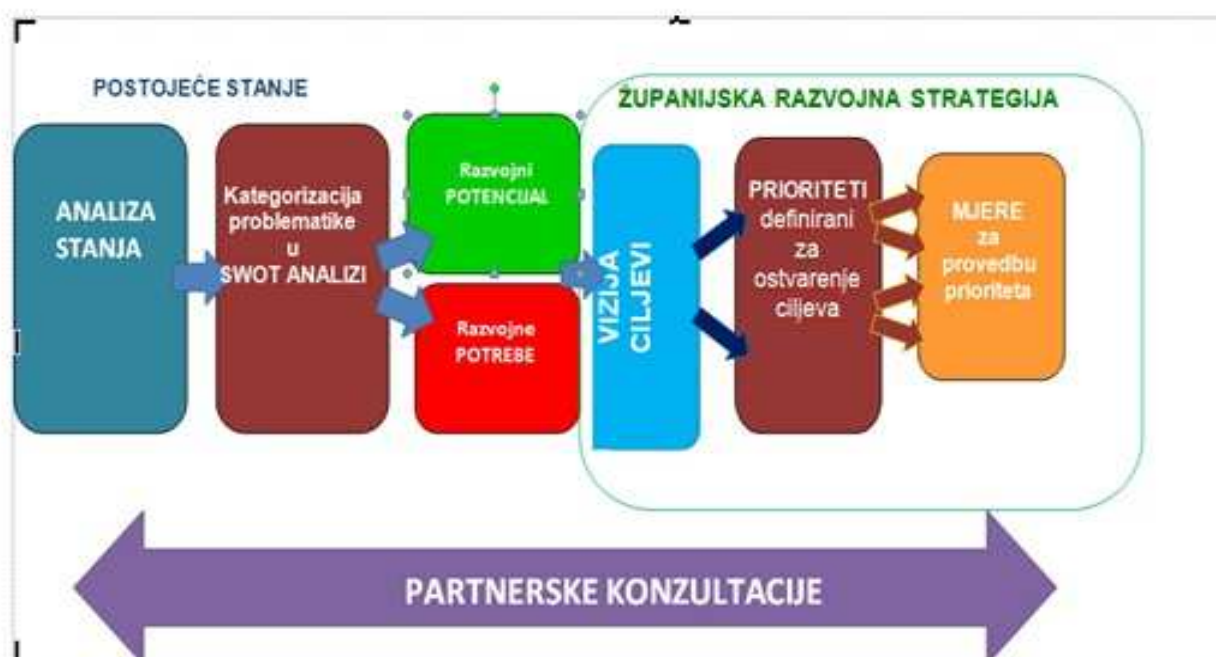 POSTOJEĆE STANJE
ŽUPANIJSKA RAZVOJNA STRATEGIJA
ANALIZA
STANJA
Kategorizacija
problematike
u
SWOT ANALIZI
Razvojni
POTENCIJAL
Razvojne
POTREBE
VIZIJA
CILJEVI
PRIORITETI
definirani
za
ostvarenje
ciljeva
MJERE
za
provedbu
prioriteta
PARTNERSKE KONZULTACIJE